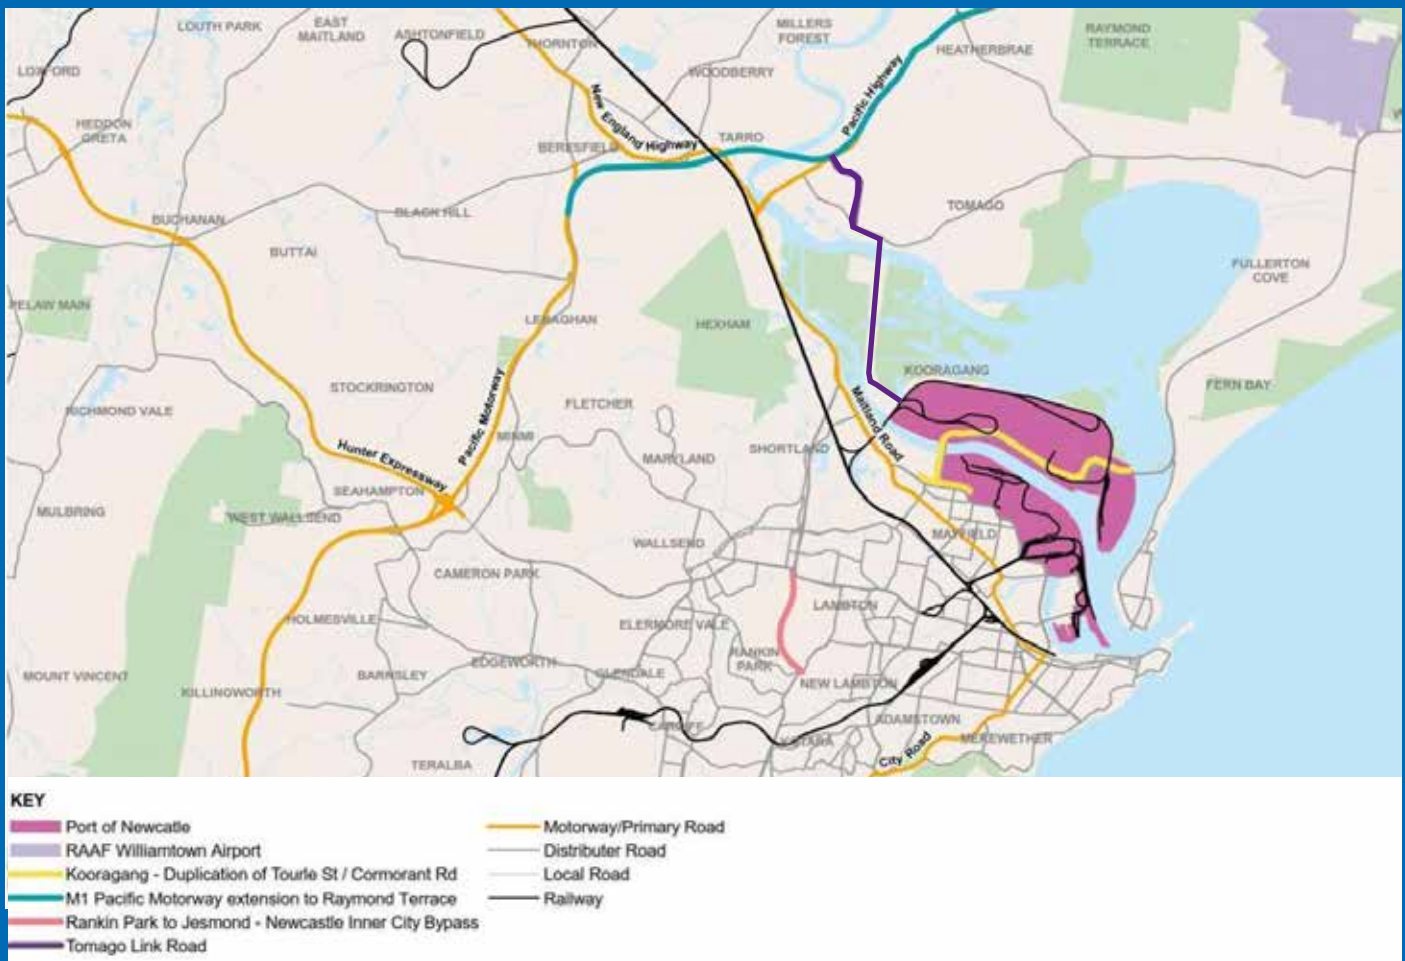 LOUTH PARK
EAST
MAITLAND
ASHTONFIELD
THORNTON
MILLERS
FOREST
HEATHERBRAE
RAYMOND
TERRACE
LOXFORD
WOODBERRY
Pacific Highway
New England Highway
HEDDON
GRETA
BERESFIELD
TARRO
BUCHANAN
BLACK HILL
TOMAGO
BUTTAI
FULLERTON
COVE
PELAW MAIN
LENAGHAN
HEXHAM
KOORAGANG
STOCKRINGTON
FERN BAY
RICHMOND VALE
FLETCHER
Pacific Motorway
Maitland Road
MINMI
SHORTLAND
MARYLAND
Hunter Expressway
SEAHAMPTON
MULBRING
WEST WALLSEND
WALLSEND
MAYFIELD
CAMERON PARK
LAMBTON
HOLMESVILLE
ELERMORE VALE
RANKIN
PARK
EDGEWORTH
GLENDALE
MOUNT VINCENT
BARNSLEY
NEW LAMBTON
KILLINGWORTH
ADAMSTOWN
CARDIFF
KOTARA
MEREWETHER
City Road
TERALBA
KEY
Port of Newcatle
RAAF Williamtown Airport
Kooragang - Duplication of Tourle St / Cormorant Rd
M1 Pacific Motorway extension to Raymond Terrace
Rankin Park to Jesmond - Newcastle Inner City Bypass
Tomago Link Road
Motorway/Primary Road
Distributer Road
Local Road
Railway